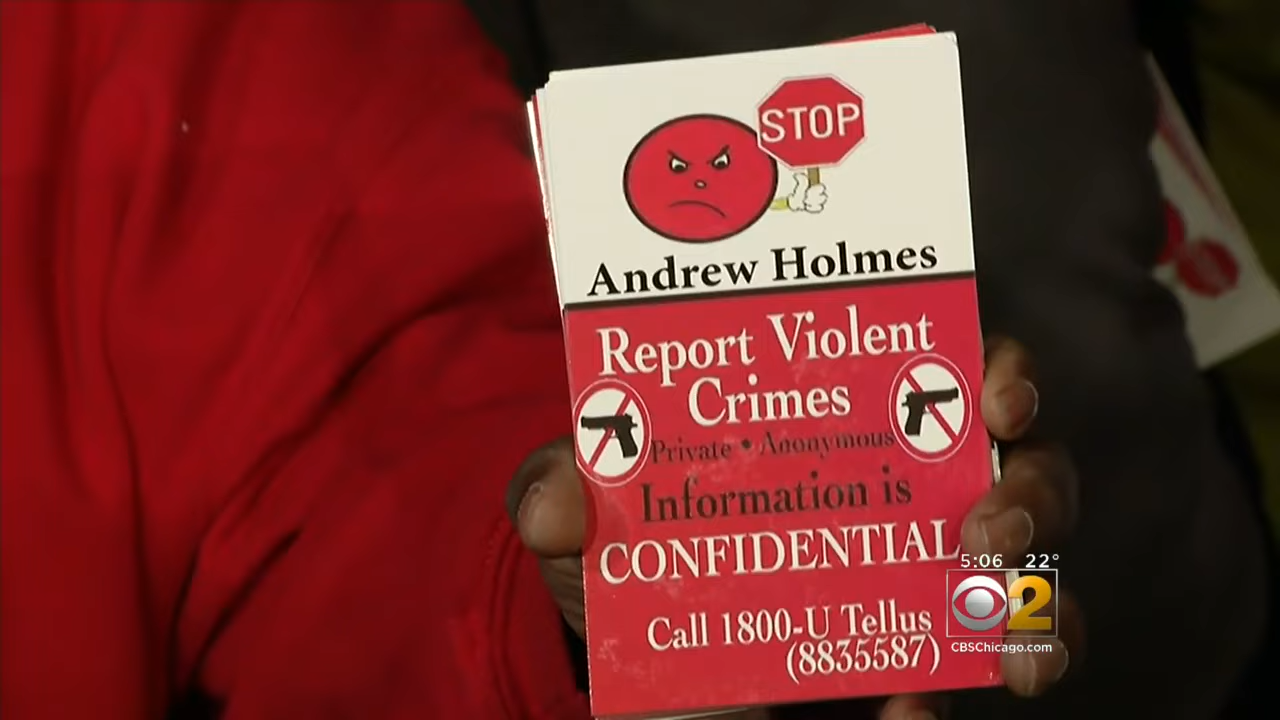 STOP
Andrew Holmes
Report Violent
Crimes
Private • Anonymous
Information is
CONFIDENTIAL
Call 1800-U Tellus
(8835587)
5:06 22°
2
CBSChicago.com